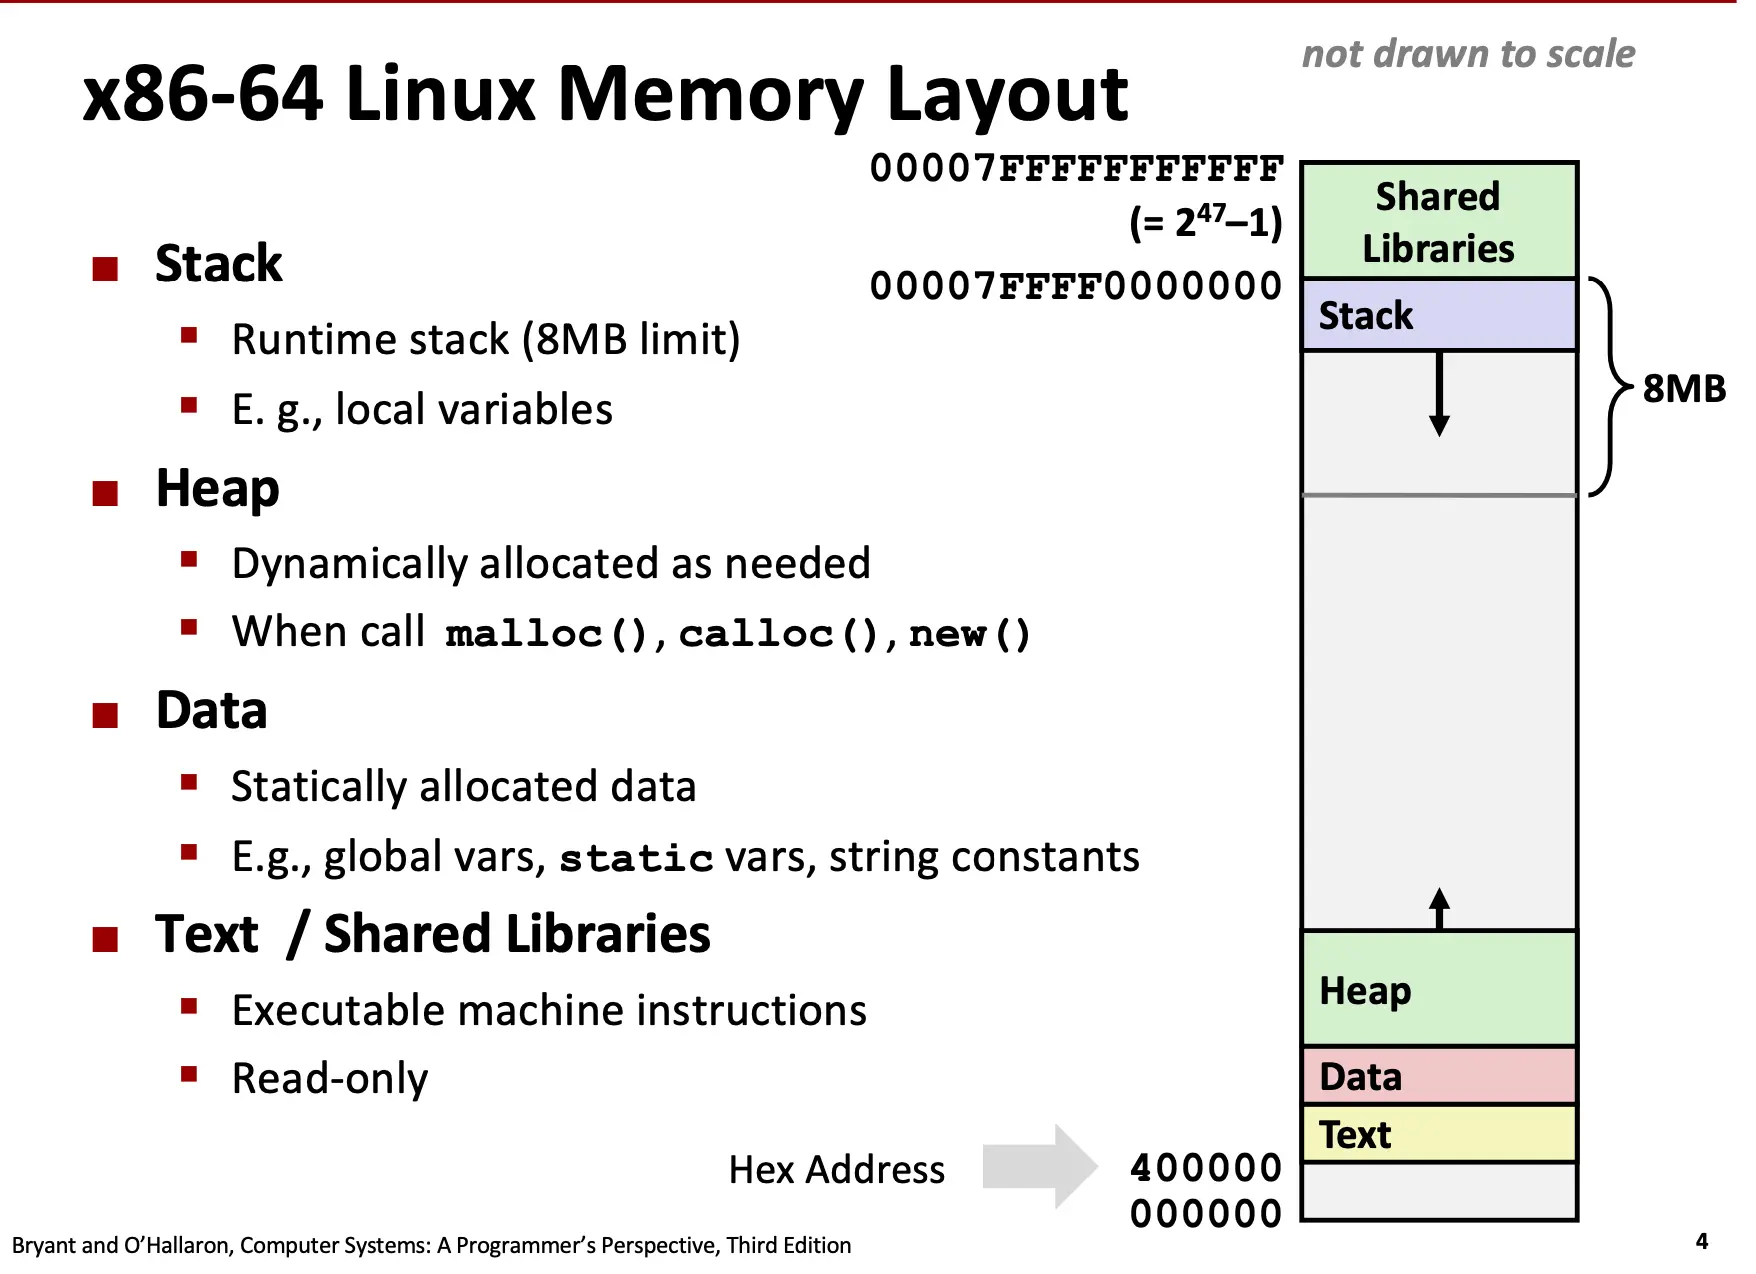 not drawn to scale
x86-64 Linux Memory Layout
00007FFFFFFFFFFF
(= 2⁴⁷–1)
00007FFFF0000000
Stack
Runtime stack (8MB limit)
E. g., local variables
Heap
Dynamically allocated as needed
When call malloc(), calloc(), new()
Data
Statically allocated data
E.g., global vars, static vars, string constants
Text / Shared Libraries
Executable machine instructions
Read-only
Shared
Libraries
Stack
8MB
Heap
Data
Text
Hex Address
400000
000000
Bryant and O’Hallaron, Computer Systems: A Programmer’s Perspective, Third Edition
4